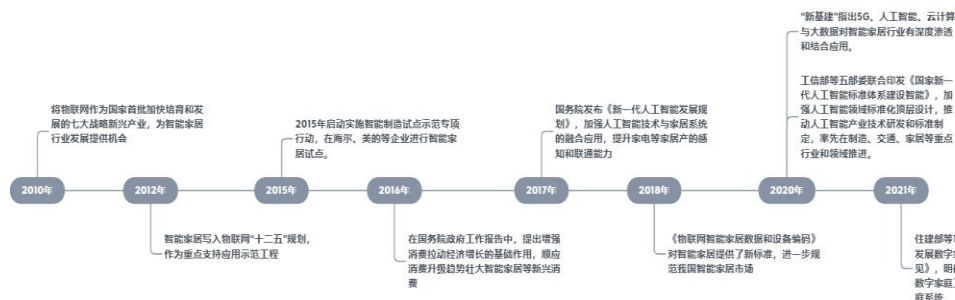 "新基建"指出5G、人工智能、云计算
与大数据对智能家居行业有深度渗透
和结合应用。
将物联网作为国家首批加快培育和发
展的七大战略新兴产业，为智能家居
行业发展提供机会
2015年启动实施智能制造试点示范专项
行动，在海尔、美的等企业进行智能家
居试点。
国务院发布《新一代人工智能发展规
划》，加强人工智能技术与家居系统
的融合应用，提升家电等家居产的感
知和联通能力
工信部等五部委联合印发《国家新一
代人工智能标准体系建设智能》，加
强人工智能领域标准化顶层设计，推
动人工智能产业技术研发和标准制
定，率先在制造、交通、家居等重点
行业和领域推进。
2010年
2012年
2015年
2016年
2017年
2018年
2020年
2021年
智能家居写入物联网"十二五"规划，
作为重点支持应用示范工程
在国务院政府工作报告中，提出增强
消费拉动经济增长的基础作用，顺应
消费升级趋势壮大智能家居等新兴消
费
《物联网智能家居数据和设备编码》
对智能家居提供了新标准，进一步规
范我国智能家居市场
住建部等
发展数字
见》，明
数字家庭
庭系统